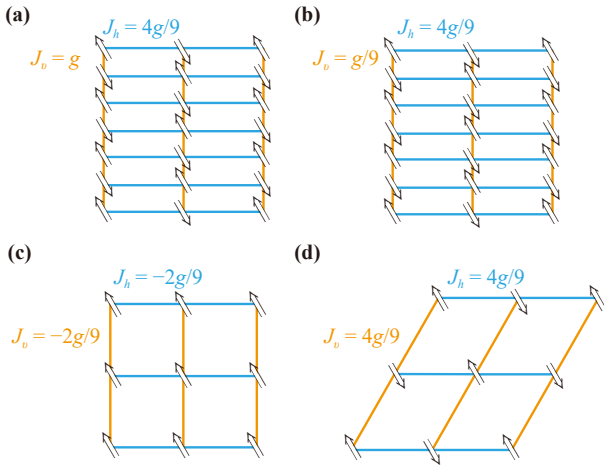 (a)
J_h = 4g/9
J_v = g
(b)
J_h = 4g/9
J_v = g/9
(c)
J_h = −2g/9
J_v = −2g/9
(d)
J_h = 4g/9
J_v = 4g/9